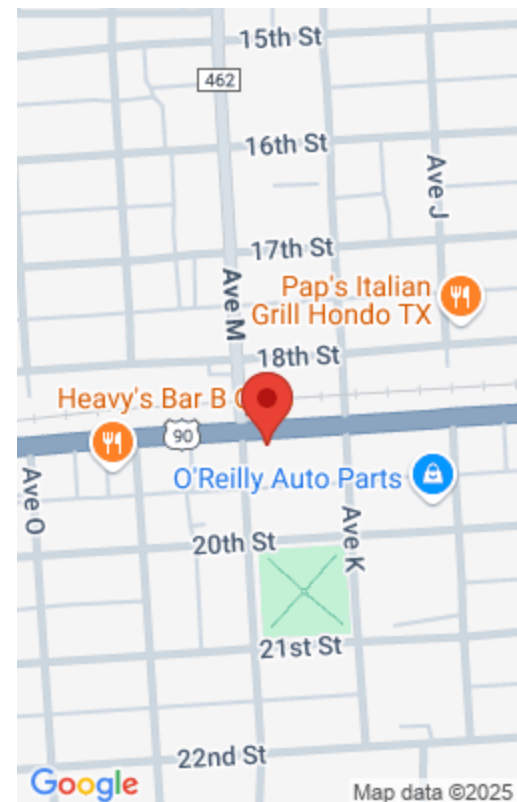 15th St
462
16th St
Ave J
17th St
Ave M
Pap's Italian
Grill Hondo TX
18th St
Heavy's Bar B
90
O'Reilly Auto Parts
Ave O
20th St
Ave K
21st St
22nd St
Google
Map data ©2025